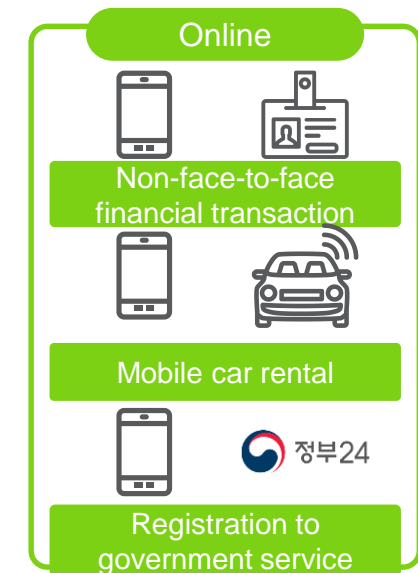 Online
Non-face-to-face
financial transaction
Mobile car rental
정부24
Registration to
government service